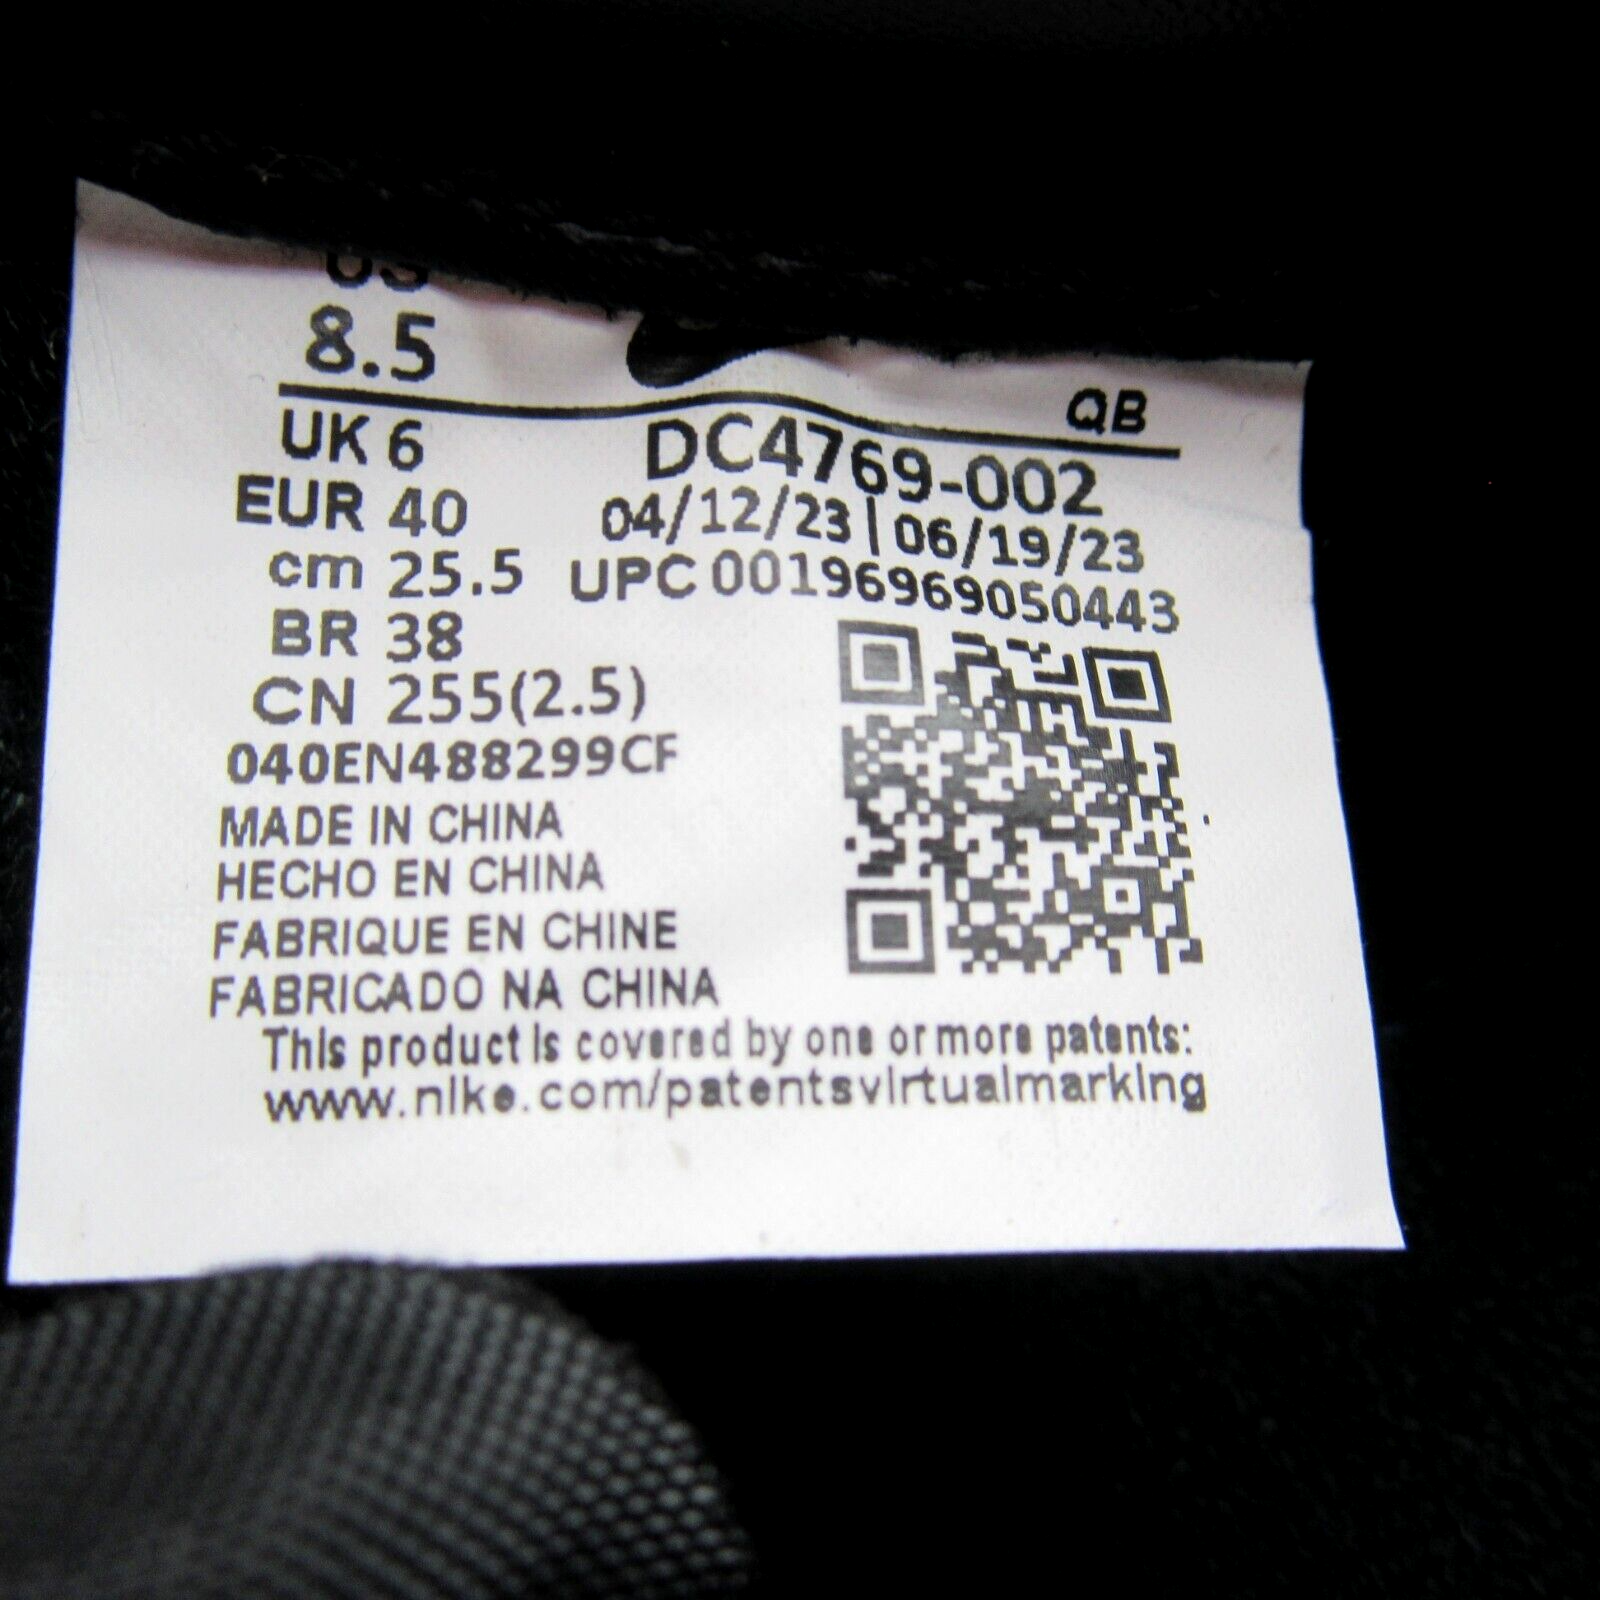 US
8.5
QB
UK 6
EUR 40
cm 25.5
BR 38
CN 255(2.5)
DC4769-002
04/12/23 | 06/19/23
UPC 00196969050443
040EN488299CF
MADE IN CHINA
HECHO EN CHINA
FABRIQUE EN CHINE
FABRICADO NA CHINA
This product is covered by one or more patents:
www.nike.com/patentsvirtualmarking